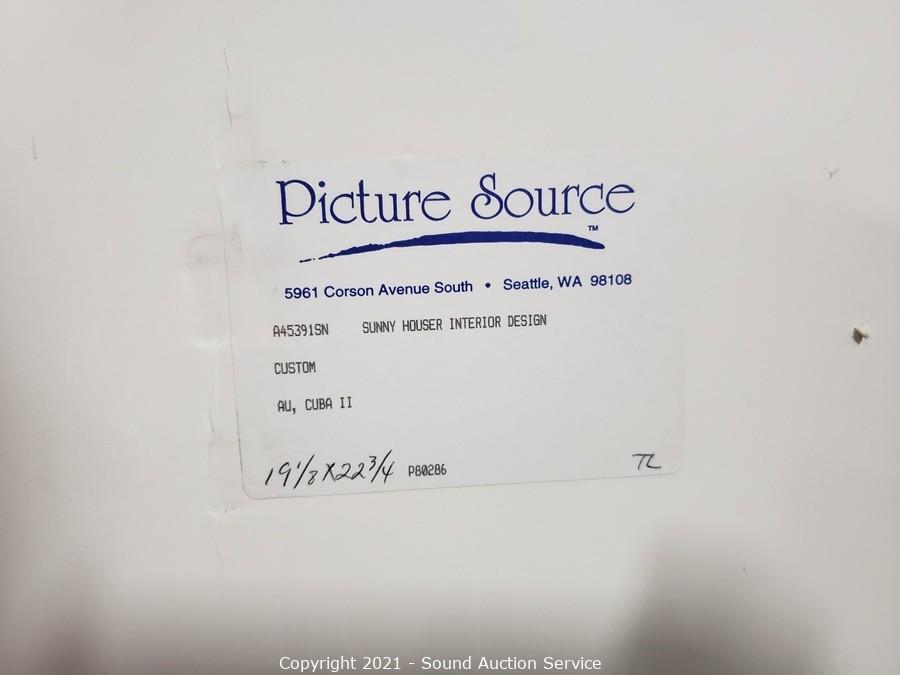 Picture Source
™
5961 Corson Avenue South • Seattle, WA 98108
A45391SN SUNNY HOUSER INTERIOR DESIGN
CUSTOM
AU, CUBA II
19 1/8 X 22 3/4 P80286 TL
Copyright 2021 - Sound Auction Service